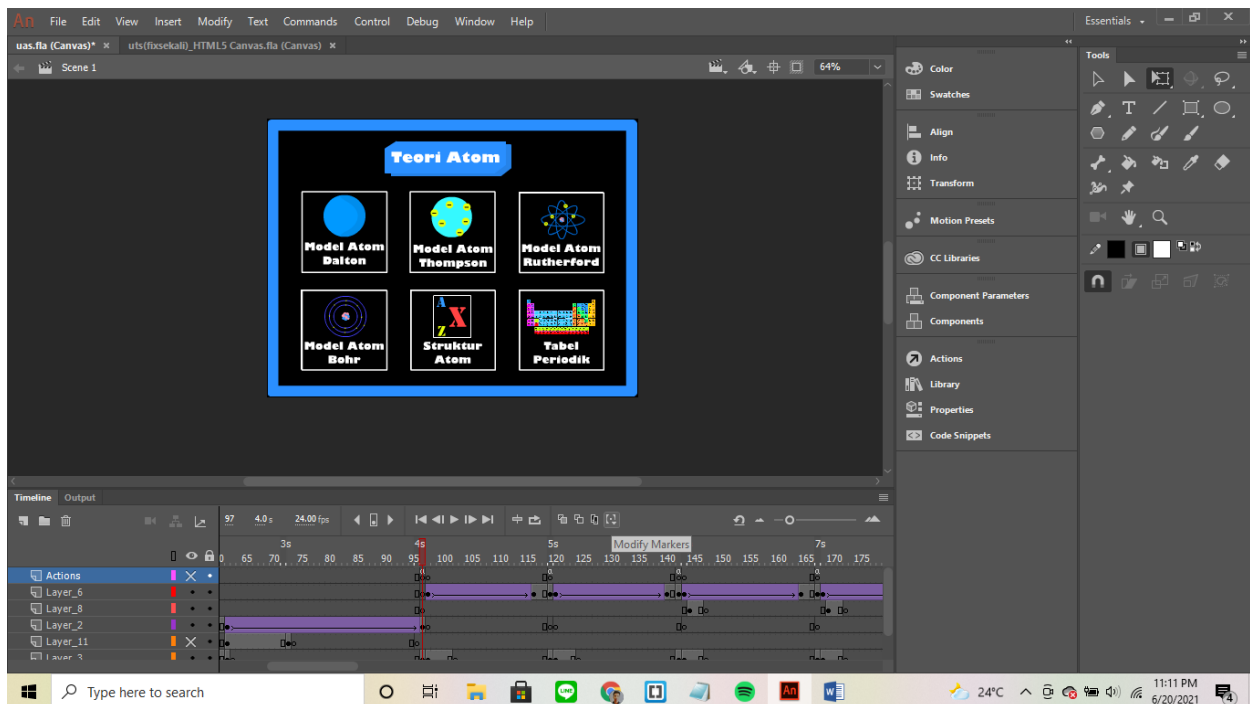 An File Edit View Insert Modify Text Commands Control Debug Window Help
Essentials
uas.fla (Canvas)* × uts(fixsekali)_HTML5 Canvas.fla (Canvas) ×
Scene 1
64%
Teori Atom
Model Atom
Dalton
Model Atom
Thompson
Model Atom
Rutherford
A
X
Z
Model Atom
Bohr
Struktur
Atom
Tabel
Periodik
Color
Swatches
Align
Info
Transform
Motion Presets
CC Libraries
Component Parameters
Components
Actions
Library
Properties
Code Snippets
Tools
Timeline Output
97 4.0 s 24.00 fps
Modify Markers
3s 4s 5s 7s
65 70 75 80 85 90 95 100 105 110 115 120 125 130 135 140 145 150 155 160 165 170 175
Actions
Layer_6
Layer_8
Layer_2
Layer_11
Layer_3
Type here to search
LINE
An
W
24°C
11:11 PM
6/20/2021
4